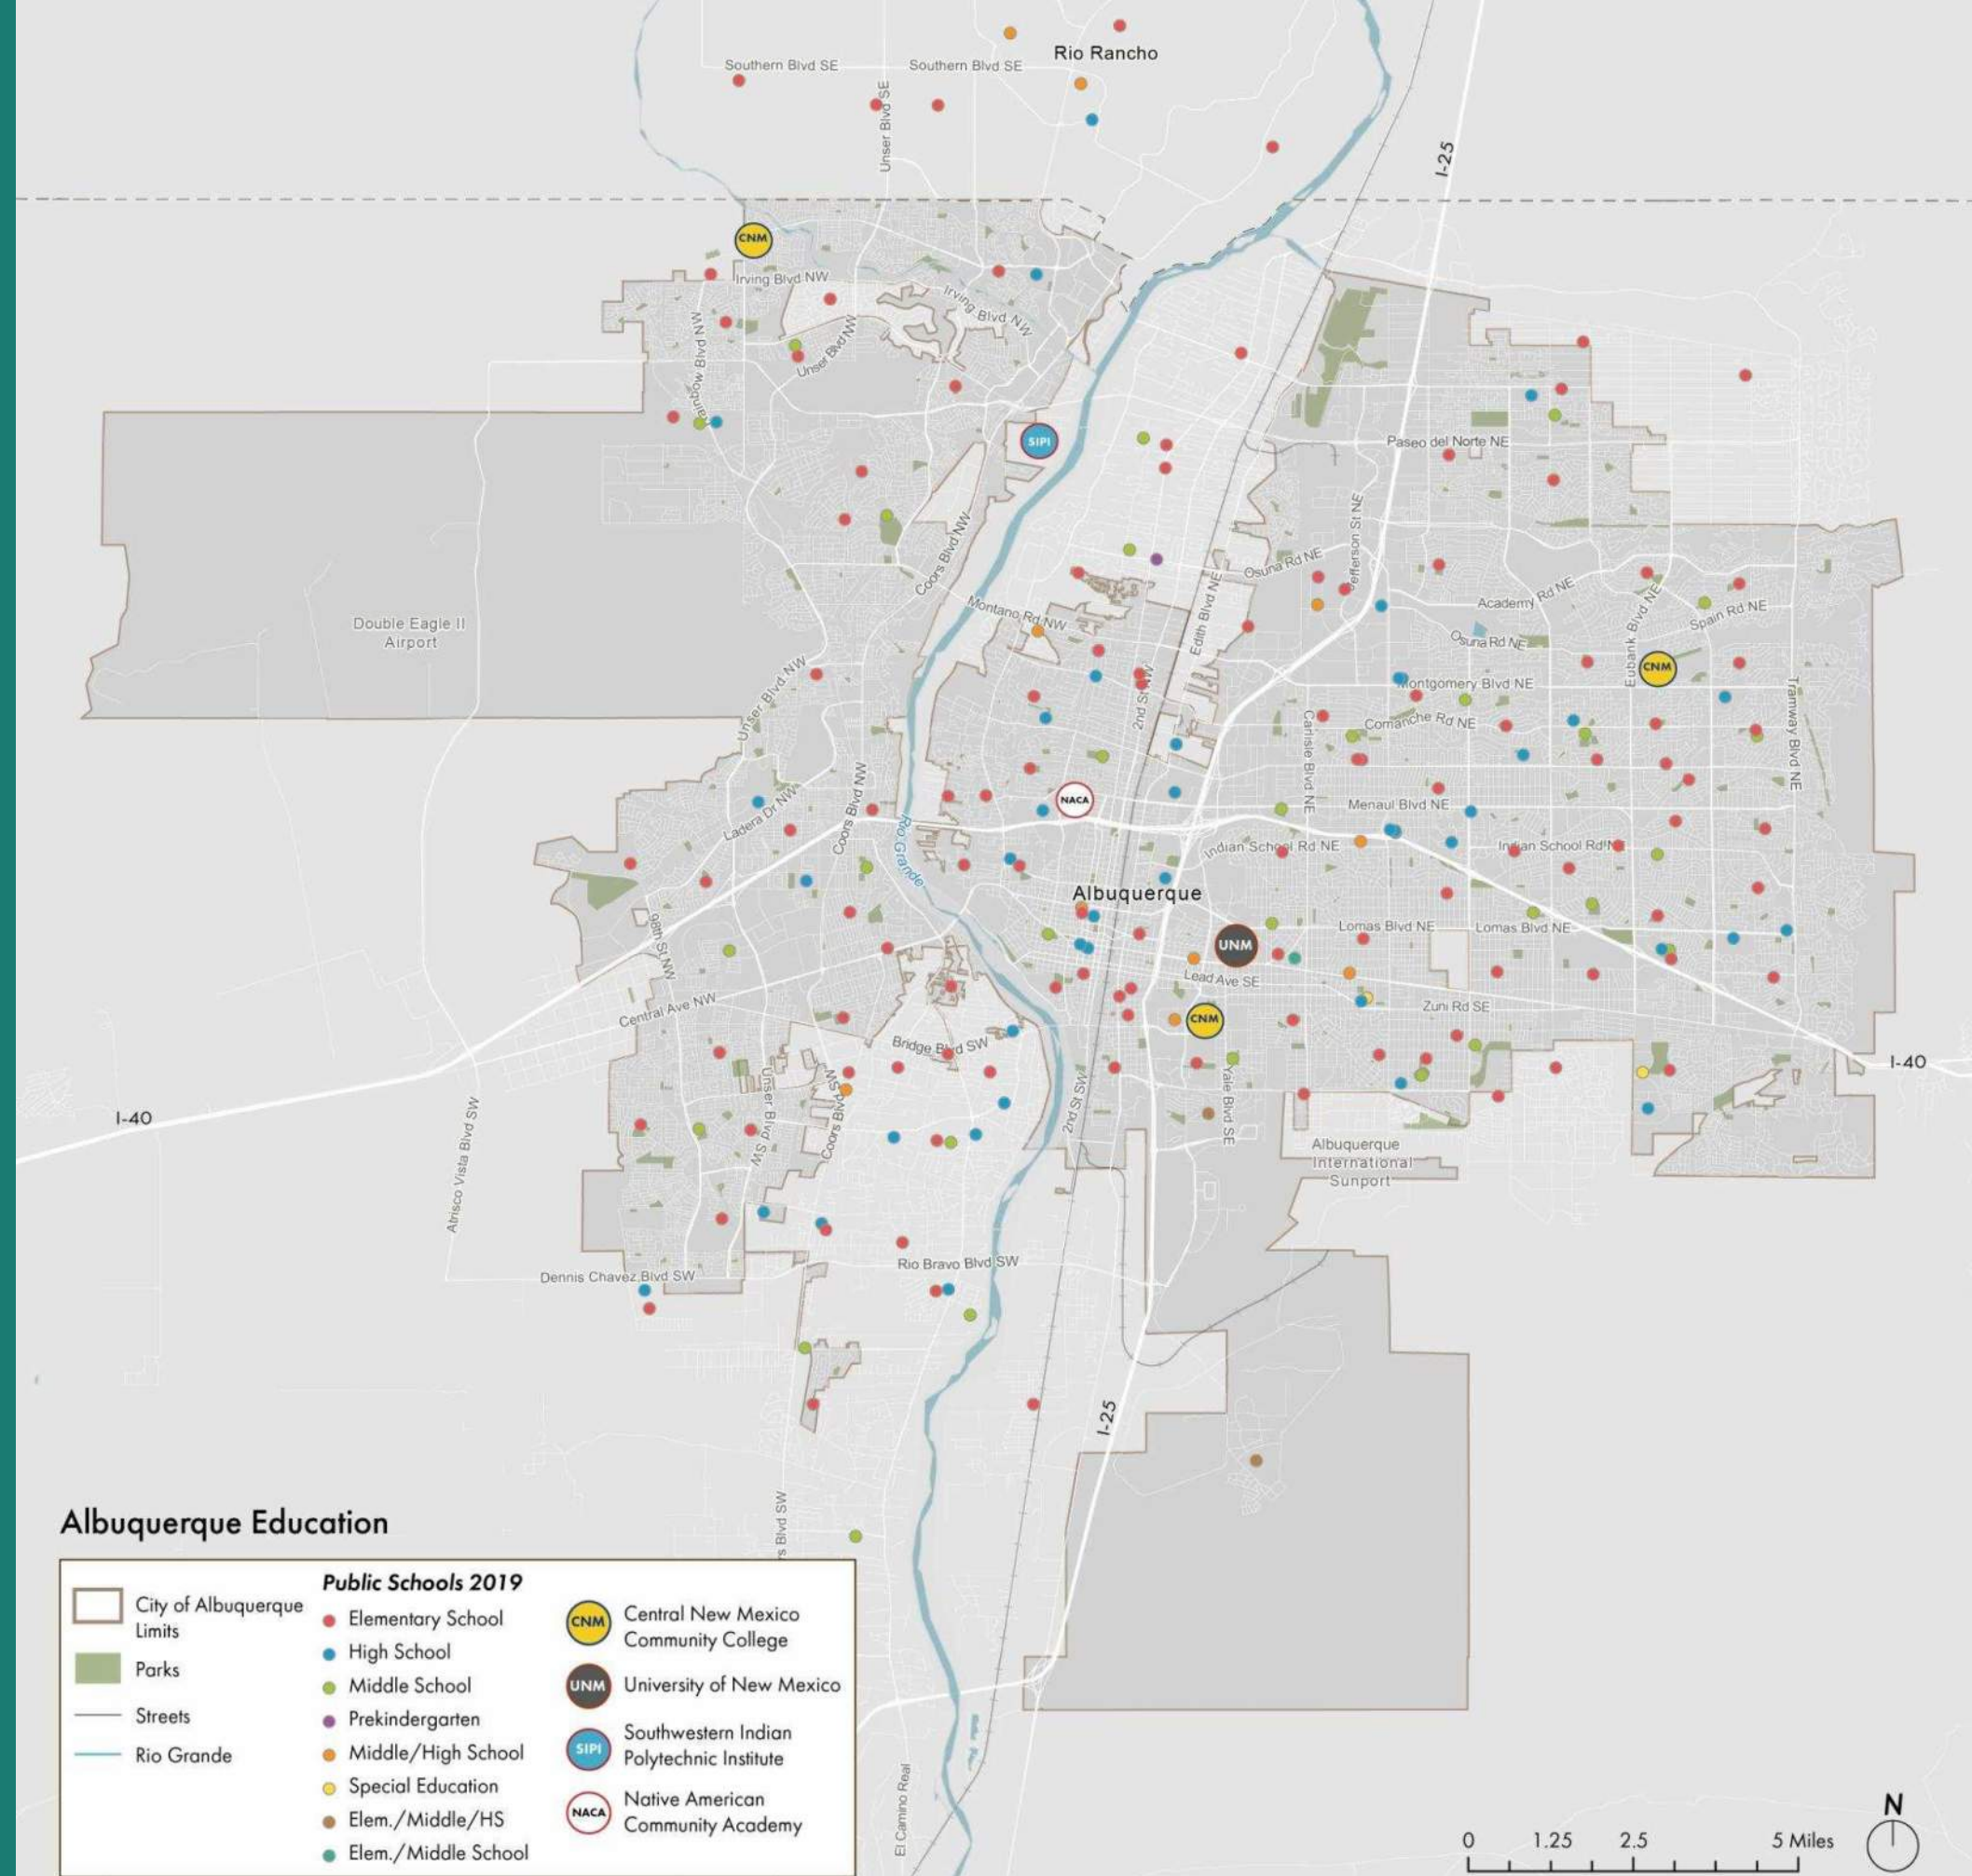 Rio Rancho
Southern Blvd SE
Southern Blvd SE
Unser Blvd SE
I-25
CNM
Irving Blvd NW
Irving Blvd NW
Unser Blvd NW
SIPI
Paseo del Norte NE
Jefferson St NE
Coors Blvd NW
Osuna Rd NE
Edith Blvd NE
Academy Rd NE
Eubank Blvd NE
Spain Rd NE
Montano Rd NW
Double Eagle II
Airport
Osuna Rd NE
CNM
Unser Blvd NW
2nd St NW
Montgomery Blvd NE
Tramway Blvd NE
Carlisle Blvd NE
Comanche Rd NE
Coors Blvd NW
Ladera Dr NW
NACA
Menaul Blvd NE
Rio Grande
Indian School Rd NE
Indian School Rd NE
Albuquerque
98th St NW
Lomas Blvd NE
Lomas Blvd NE
UNM
Lead Ave SE
Central Ave NW
Zuni Rd SE
CNM
Bridge Blvd SW
I-40
I-40
Unser Blvd SW
Coors Blvd SW
2nd St SW
Yale Blvd SE
Atrisco Vista Blvd SW
Albuquerque
International
Sunport
Rio Bravo Blvd SW
Dennis Chavez Blvd SW
I-25
rs Blvd SW
El Camino Real
Albuquerque Education
City of Albuquerque
Limits
Parks
Streets
Rio Grande
Public Schools 2019
Elementary School
High School
Middle School
Prekindergarten
Middle/High School
Special Education
Elem./Middle/HS
Elem./Middle School
CNM
Central New Mexico
Community College
UNM
University of New Mexico
SIPI
Southwestern Indian
Polytechnic Institute
NACA
Native American
Community Academy
N
0 1.25 2.5 5 Miles